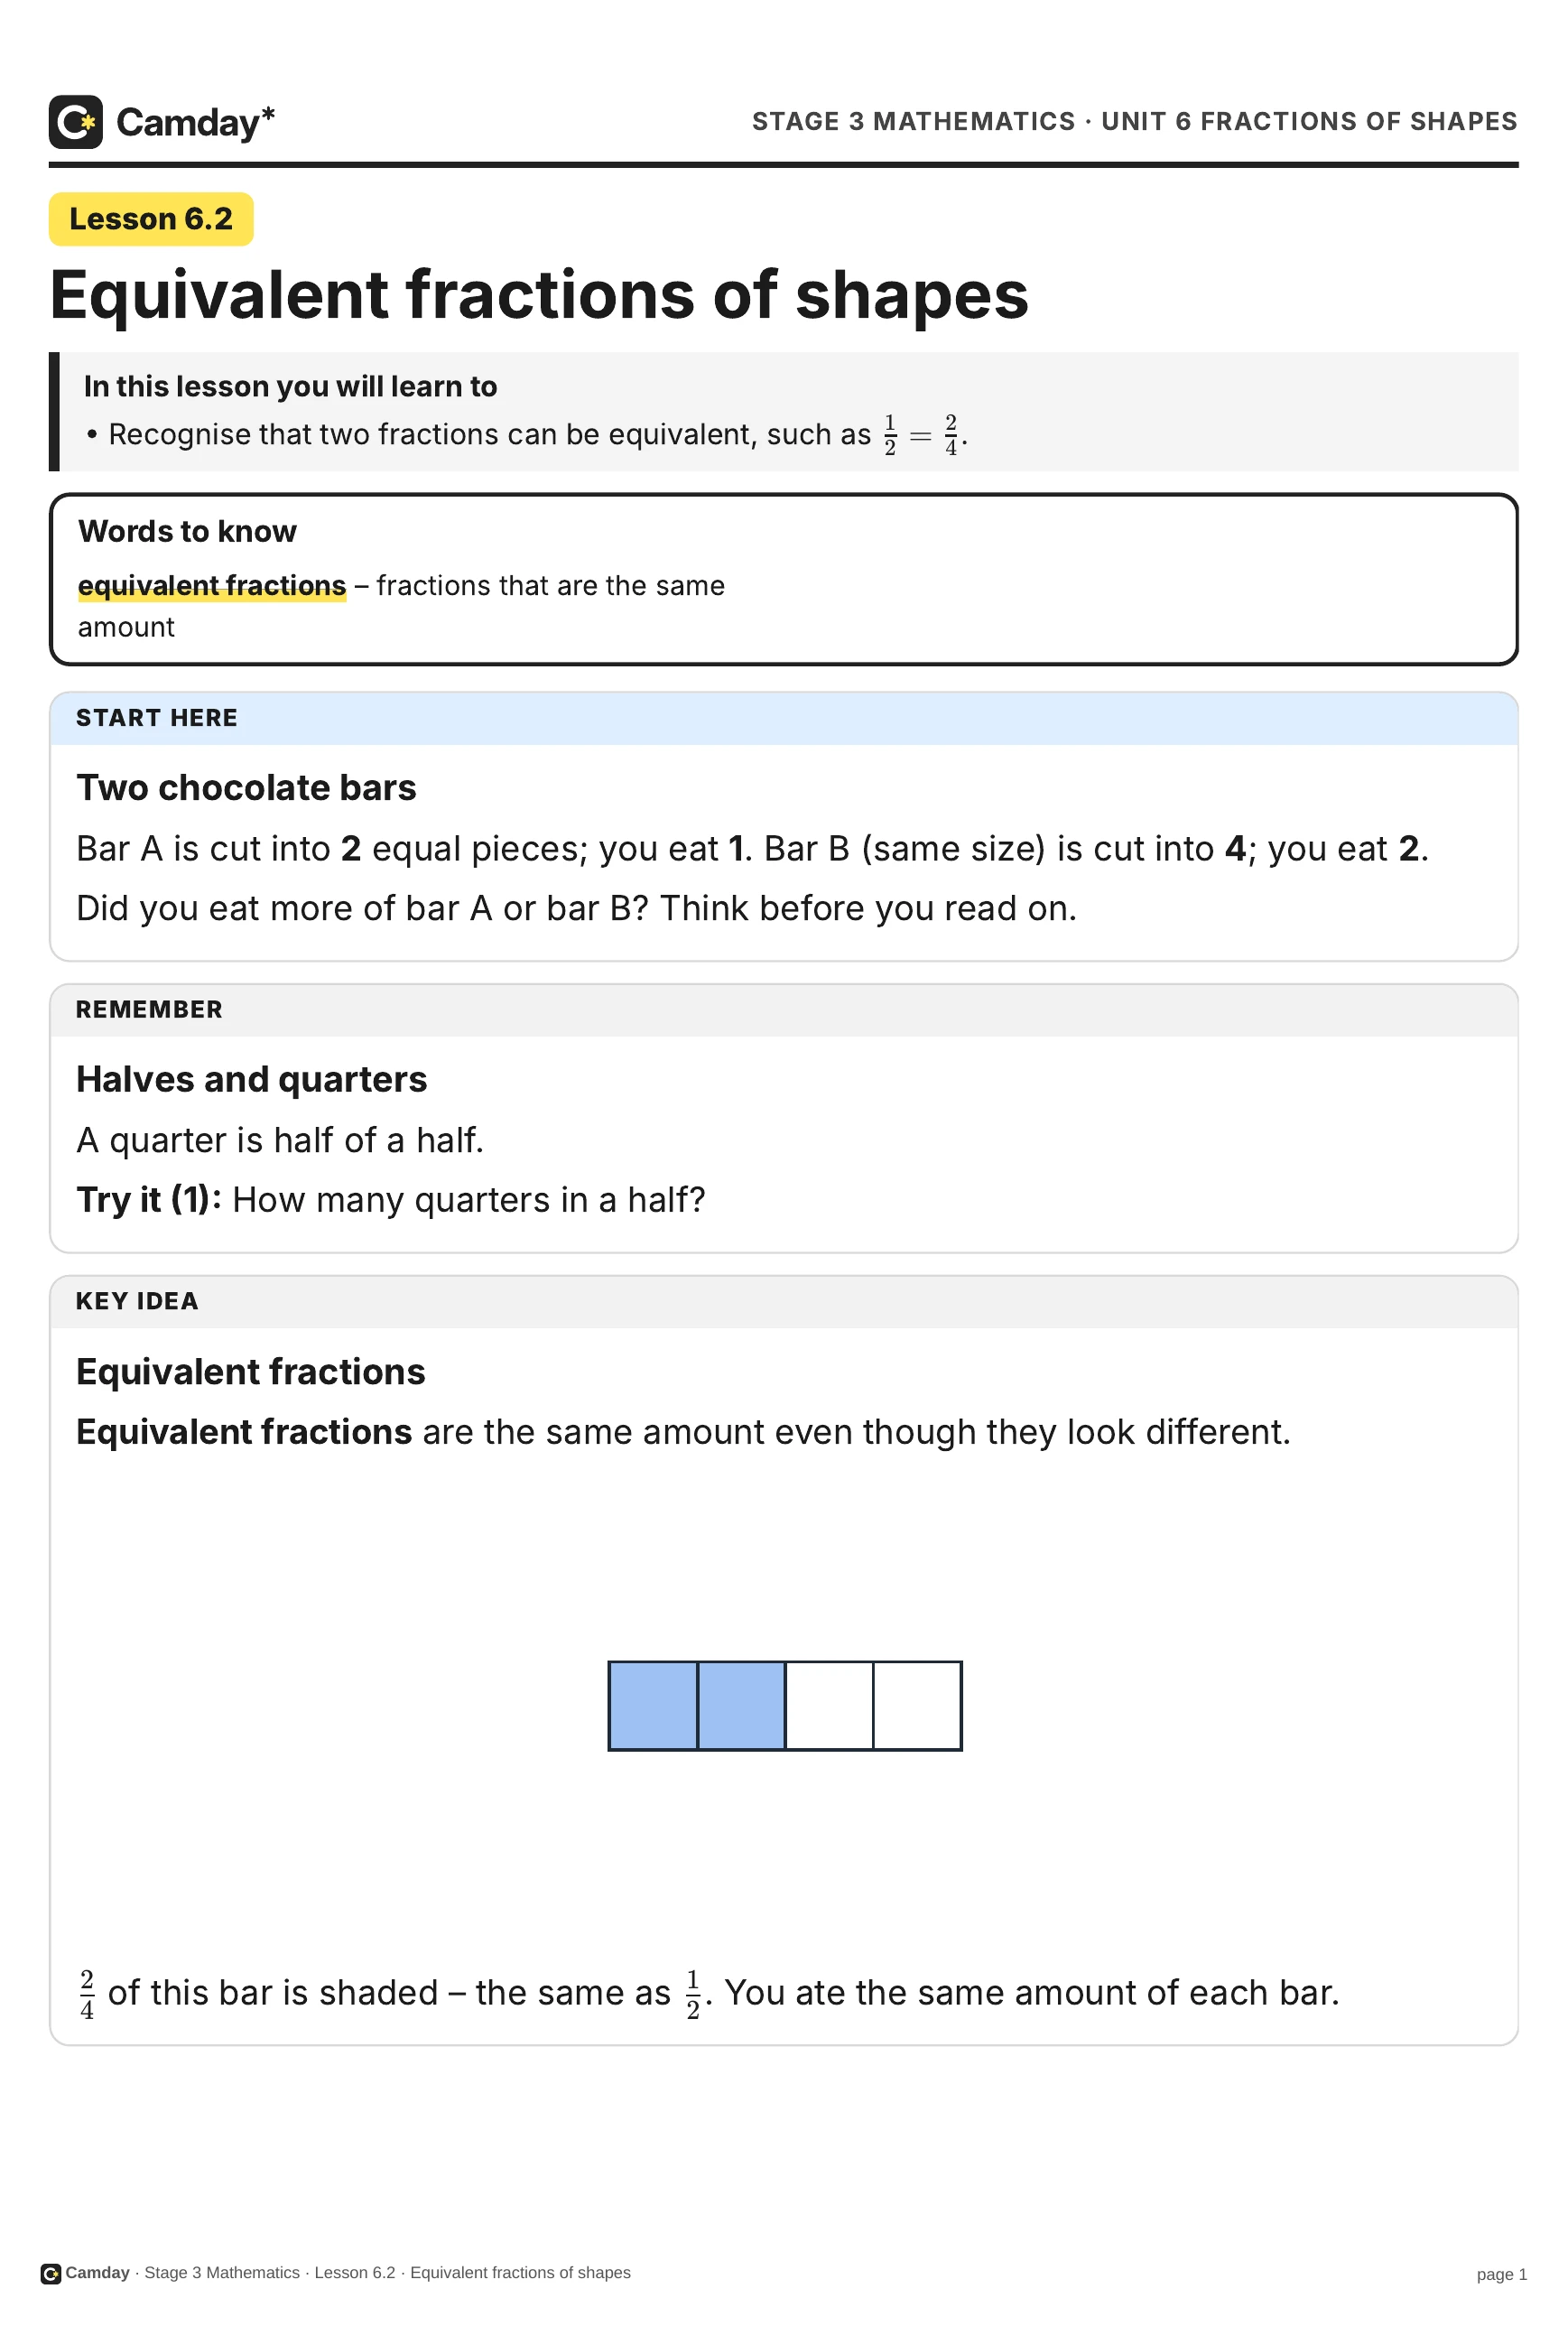 Camday*
STAGE 3 MATHEMATICS · UNIT 6 FRACTIONS OF SHAPES
Lesson 6.2
Equivalent fractions of shapes
In this lesson you will learn to
• Recognise that two fractions can be equivalent, such as 1/2 = 2/4.
Words to know
equivalent fractions – fractions that are the same
amount
START HERE
Two chocolate bars
Bar A is cut into 2 equal pieces; you eat 1. Bar B (same size) is cut into 4; you eat 2.
Did you eat more of bar A or bar B? Think before you read on.
REMEMBER
Halves and quarters
A quarter is half of a half.
Try it (1): How many quarters in a half?
KEY IDEA
Equivalent fractions
Equivalent fractions are the same amount even though they look different.
2/4 of this bar is shaded – the same as 1/2. You ate the same amount of each bar.
Camday · Stage 3 Mathematics · Lesson 6.2 · Equivalent fractions of shapes
page 1